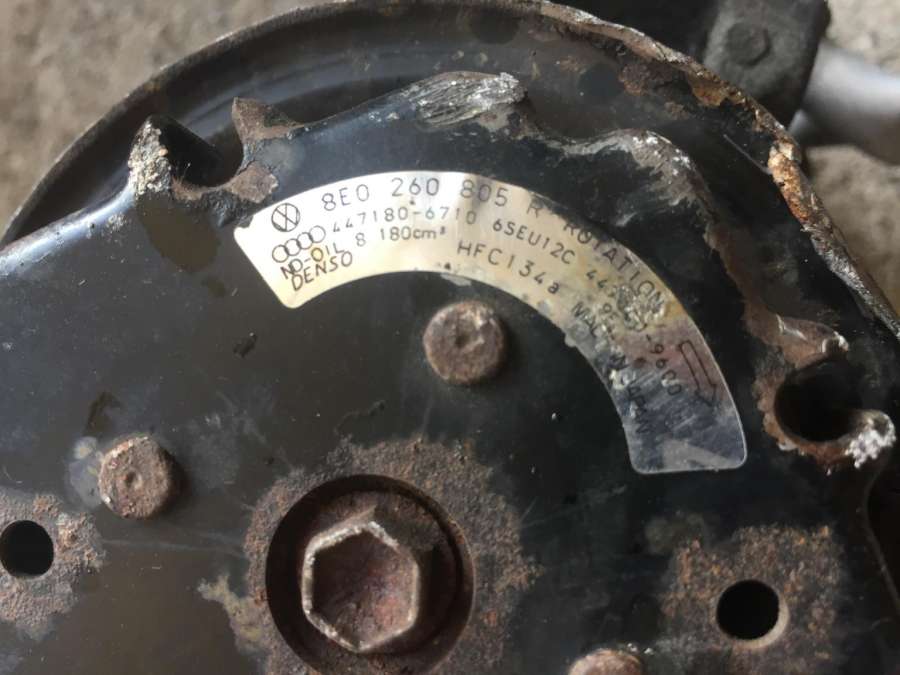 8E0 260 805 R ROTATION
447180-6710 6SEU12C
ND-OIL 8 180cm³ HFC134a
DENSO